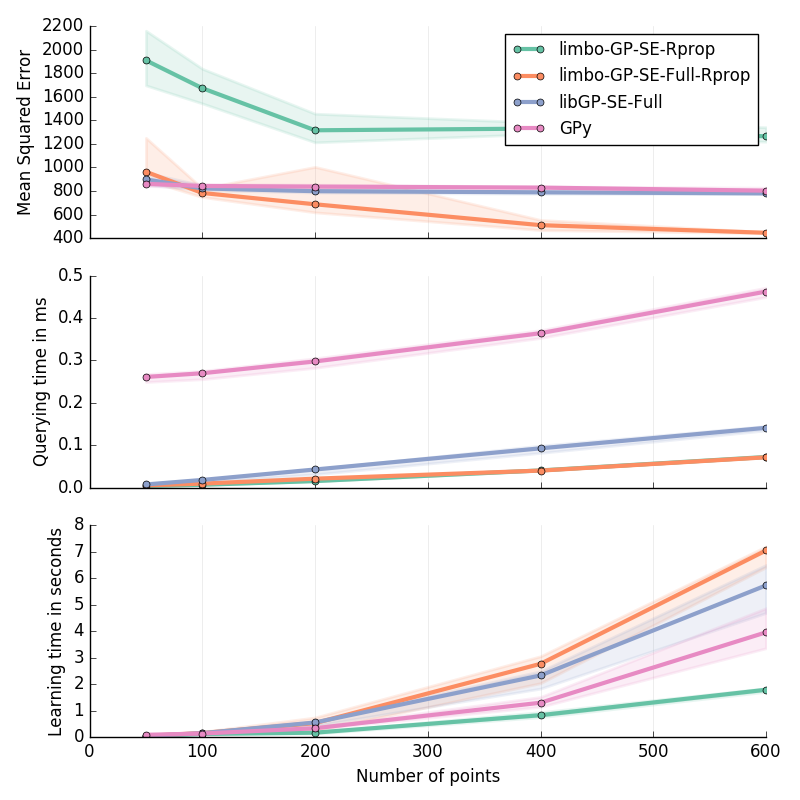 2200
2000
1800
1600
1400
1200
1000
800
600
400
Mean Squared Error
limbo-GP-SE-Rprop
limbo-GP-SE-Full-Rprop
libGP-SE-Full
GPy
0.5
0.4
0.3
0.2
0.1
0.0
Querying time in ms
8
7
6
5
4
3
2
1
0
Learning time in seconds
0 100 200 300 400 500 600
Number of points